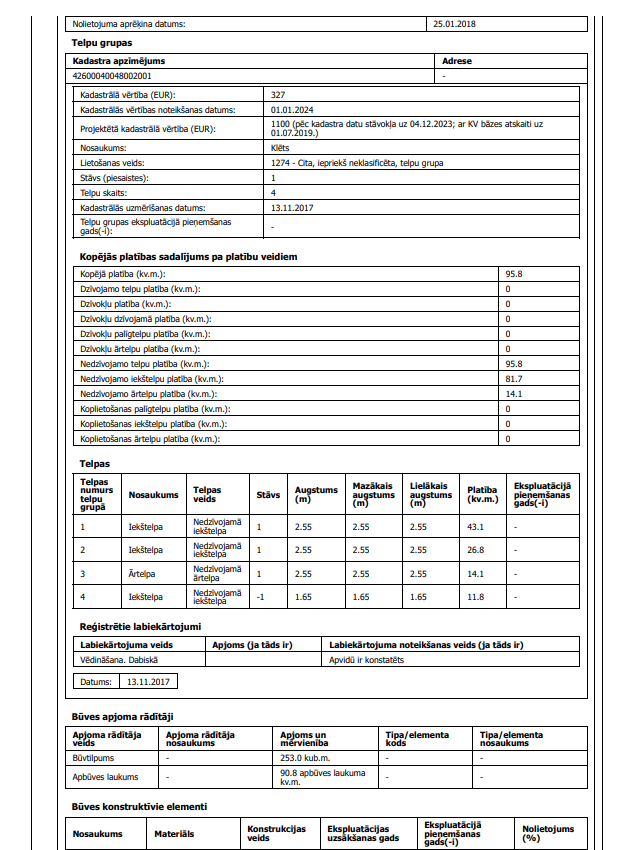 Nolietojuma aprēķina datums: 25.01.2018
Telpu grupas
Kadastra apzīmējums Adrese
42600040048002001 -
Kadastrālā vērtība (EUR): 327
Kadastrālās vērtības noteikšanas datums: 01.01.2024
Projektētā kadastrālā vērtība (EUR): 1100 (pēc kadastra datu stāvokļa uz 04.12.2023; ar KV bāzes atskaiti uz
01.07.2019.)
Nosaukums: Klēts
Lietošanas veids: 1274 - Cita, iepriekš neklasificēta, telpu grupa
Stāvs (piesaistes): 1
Telpu skaits: 4
Kadastrālās uzmērīšanas datums: 13.11.2017
Telpu grupas ekspluatācijā pieņemšanas
gads(-i): -
Kopējās platības sadalījums pa platību veidiem
Kopējā platība (kv.m.): 95.8
Dzīvojamo telpu platība (kv.m.): 0
Dzīvokļu platība (kv.m.): 0
Dzīvokļu dzīvojamā platība (kv.m.): 0
Dzīvokļu palīgtelpu platība (kv.m.): 0
Dzīvokļu ārtelpu platība (kv.m.): 0
Nedzīvojamo telpu platība (kv.m.): 95.8
Nedzīvojamo iekštelpu platība (kv.m.): 81.7
Nedzīvojamo ārtelpu platība (kv.m.): 14.1
Koplietošanas palīgtelpu platība (kv.m.): 0
Koplietošanas iekštelpu platība (kv.m.): 0
Koplietošanas ārtelpu platība (kv.m.): 0
Telpas
Telpas
numurs
telpu
grupā Nosaukums Telpas
veids Stāvs Augstums
(m) Mazākais
augstums
(m) Lielākais
augstums
(m) Platība
(kv.m.) Ekspluatācijā
pieņemšanas
gads(-i)
1 Iekštelpa Nedzīvojamā
iekštelpa 1 2.55 2.55 2.55 43.1 -
2 Iekštelpa Nedzīvojamā
iekštelpa 1 2.55 2.55 2.55 26.8 -
3 Ārtelpa Nedzīvojamā
ārtelpa 1 2.55 2.55 2.55 14.1 -
4 Iekštelpa Nedzīvojamā
iekštelpa -1 1.65 1.65 1.65 11.8 -
Reģistrētie labiekārtojumi
Labiekārtojuma veids Apjoms (ja tāds ir) Labiekārtojuma noteikšanas veids (ja tāds ir)
Vēdināšana. Dabiskā Apvidū ir konstatēts
Datums: 13.11.2017
Būves apjoma rādītāji
Apjoma rādītāja
veids Apjoma rādītāja
nosaukums Apjoms un
mērvienība Tipa/elementa
kods Tipa/elementa
nosaukums
Būvtilpums - 253.0 kub.m. - -
Apbūves laukums - 90.8 apbūves laukuma
kv.m. - -
Būves konstruktīvie elementi
Nosaukums Materiāls Konstrukcijas
veids Ekspluatācijas
uzsākšanas gads Ekspluatācijā
pieņemšanas
gads(-i) Nolietojums
(%)